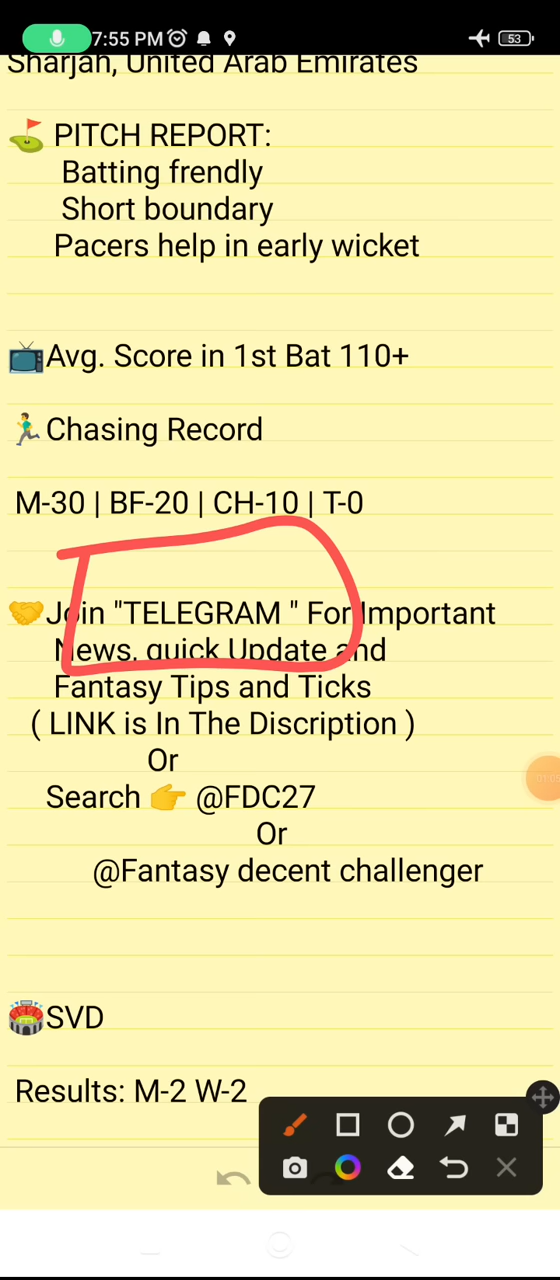 7:55 PM 53
Sharjah, United Arab Emirates
PITCH REPORT:
Batting frendly
Short boundary
Pacers help in early wicket
Avg. Score in 1st Bat 110+
Chasing Record
M-30 | BF-20 | CH-10 | T-0
Join "TELEGRAM " For Important
News, quick Update and
Fantasy Tips and Ticks
( LINK is In The Discription )
Or
Search 👉 @FDC27
Or
@Fantasy decent challenger
SVD
Results: M-2 W-2